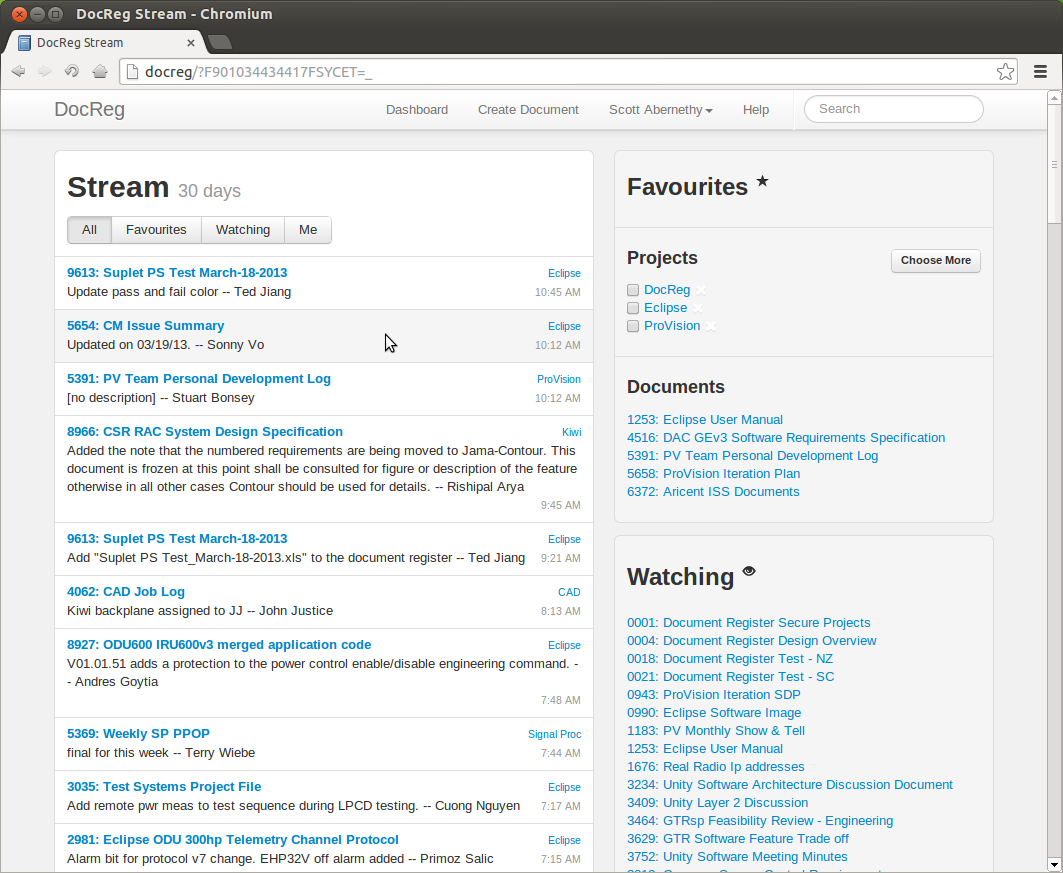 DocReg Stream - Chromium
DocReg Stream
docreg/?F901034434417FSYCET=_
DocReg
Dashboard
Create Document
Scott Abernethy
Help
Search
Stream 30 days
All
Favourites
Watching
Me
9613: Suplet PS Test March-18-2013 Eclipse
Update pass and fail color -- Ted Jiang 10:45 AM
5654: CM Issue Summary Eclipse
Updated on 03/19/13. -- Sonny Vo 10:12 AM
5391: PV Team Personal Development Log ProVision
[no description] -- Stuart Bonsey 10:12 AM
8966: CSR RAC System Design Specification Kiwi
Added the note that the numbered requirements are being moved to Jama-Contour. This
document is frozen at this point shall be consulted for figure or description of the feature
otherwise in all other cases Contour should be used for details. -- Rishipal Arya
9:45 AM
9613: Suplet PS Test March-18-2013 Eclipse
Add "Suplet PS Test_March-18-2013.xls" to the document register -- Ted Jiang 9:21 AM
4062: CAD Job Log CAD
Kiwi backplane assigned to JJ -- John Justice 8:13 AM
8927: ODU600 IRU600v3 merged application code Eclipse
V01.01.51 adds a protection to the power control enable/disable engineering command. -
- Andres Goytia
7:48 AM
5369: Weekly SP PPOP Signal Proc
final for this week -- Terry Wiebe 7:44 AM
3035: Test Systems Project File Eclipse
Add remote pwr meas to test sequence during LPCD testing. -- Cuong Nguyen 7:17 AM
2981: Eclipse ODU 300hp Telemetry Channel Protocol Eclipse
Alarm bit for protocol v7 change. EHP32V off alarm added -- Primoz Salic 7:15 AM
Favourites
Projects
Choose More
DocReg
Eclipse
ProVision
Documents
1253: Eclipse User Manual
4516: DAC GEv3 Software Requirements Specification
5391: PV Team Personal Development Log
5658: ProVision Iteration Plan
6372: Aricent ISS Documents
Watching
0001: Document Register Secure Projects
0004: Document Register Design Overview
0018: Document Register Test - NZ
0021: Document Register Test - SC
0943: ProVision Iteration SDP
0990: Eclipse Software Image
1183: PV Monthly Show & Tell
1253: Eclipse User Manual
1676: Real Radio Ip addresses
3234: Unity Software Architecture Discussion Document
3409: Unity Layer 2 Discussion
3464: GTRsp Feasibility Review - Engineering
3629: GTR Software Feature Trade off
3752: Unity Software Meeting Minutes